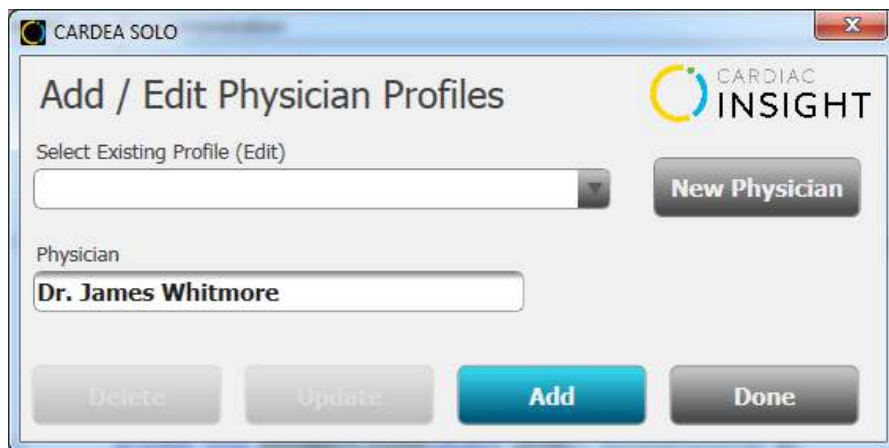 CARDEA SOLO
Add / Edit Physician Profiles
CARDIAC
INSIGHT
Select Existing Profile (Edit)
New Physician
Physician
Dr. James Whitmore
Delete
Update
Add
Done